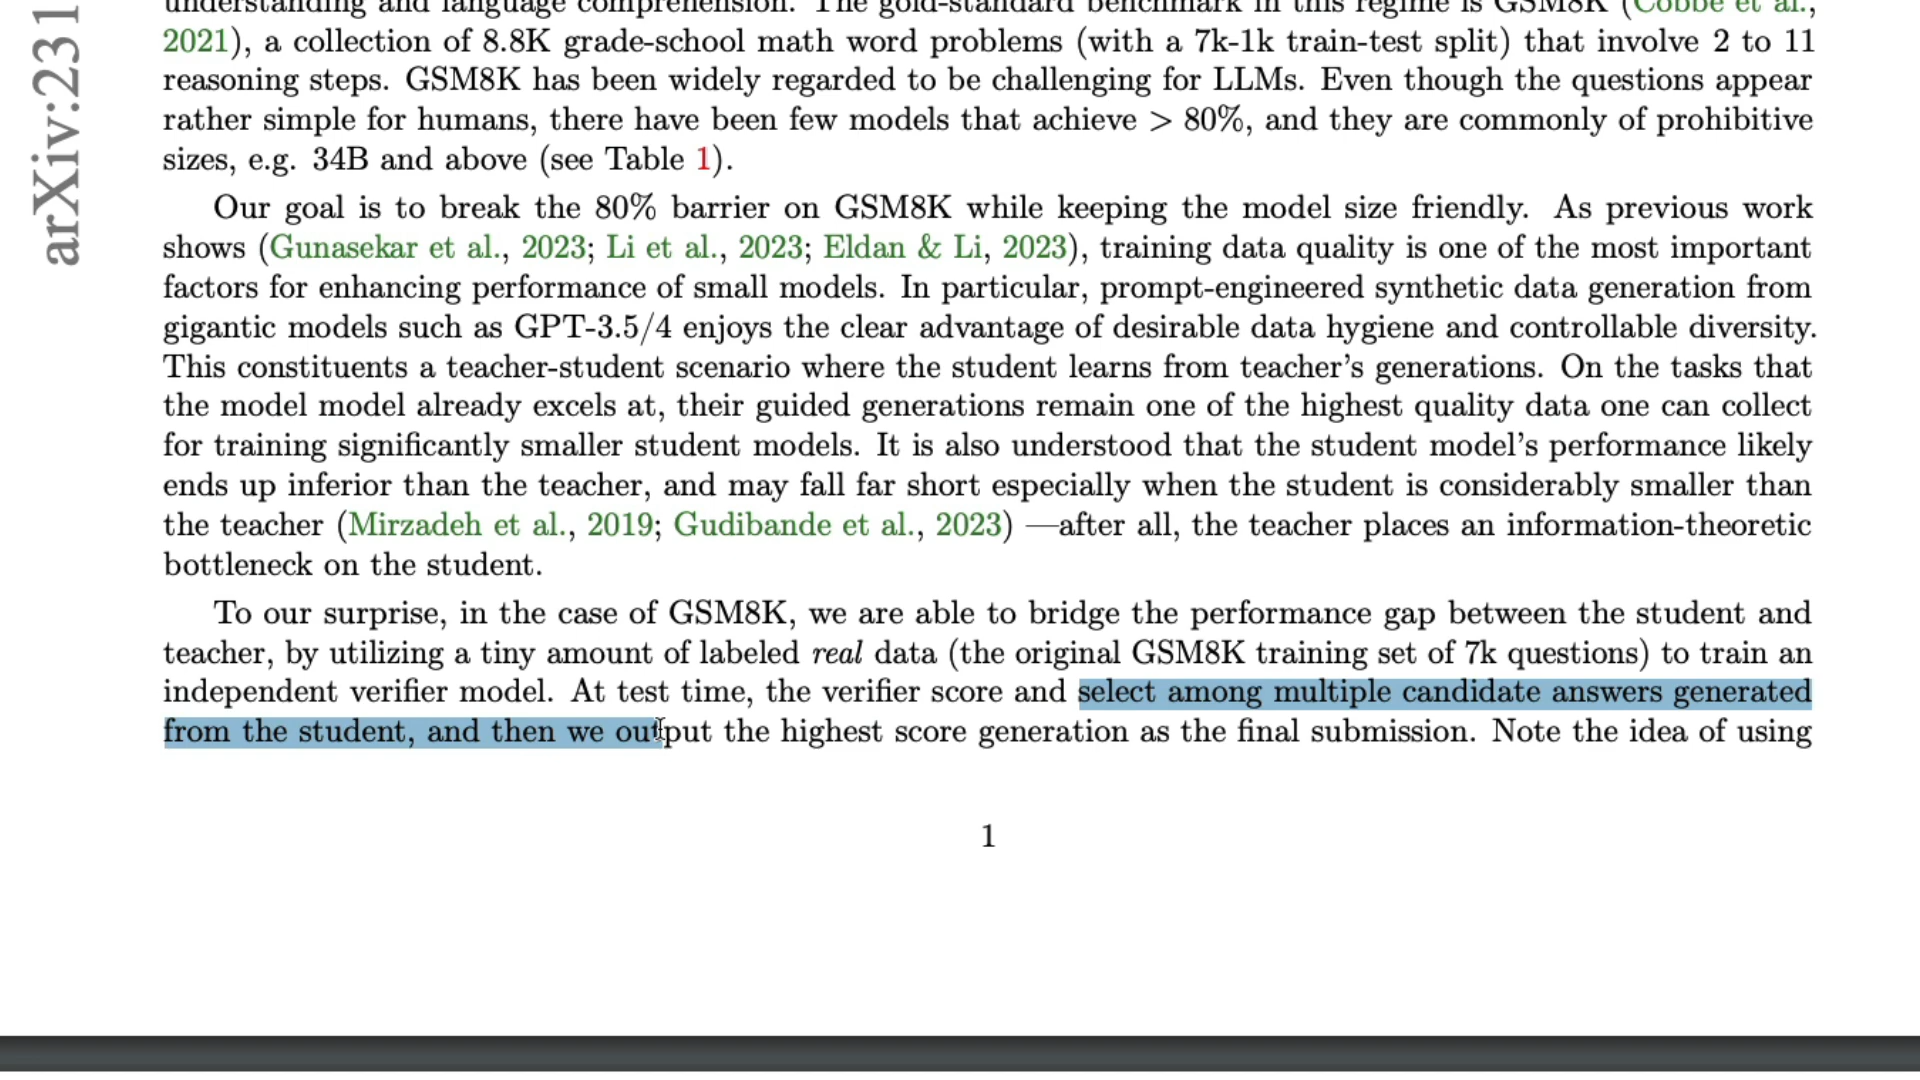 understanding and language comprehension. The gold-standard benchmark in this regime is GSM8K (Cobbe et al.,
2021), a collection of 8.8K grade-school math word problems (with a 7k-1k train-test split) that involve 2 to 11
reasoning steps. GSM8K has been widely regarded to be challenging for LLMs. Even though the questions appear
rather simple for humans, there have been few models that achieve > 80%, and they are commonly of prohibitive
sizes, e.g. 34B and above (see Table 1).
Our goal is to break the 80% barrier on GSM8K while keeping the model size friendly. As previous work
shows (Gunasekar et al., 2023; Li et al., 2023; Eldan & Li, 2023), training data quality is one of the most important
factors for enhancing performance of small models. In particular, prompt-engineered synthetic data generation from
gigantic models such as GPT-3.5/4 enjoys the clear advantage of desirable data hygiene and controllable diversity.
This constituents a teacher-student scenario where the student learns from teacher's generations. On the tasks that
the model model already excels at, their guided generations remain one of the highest quality data one can collect
for training significantly smaller student models. It is also understood that the student model's performance likely
ends up inferior than the teacher, and may fall far short especially when the student is considerably smaller than
the teacher (Mirzadeh et al., 2019; Gudibande et al., 2023) —after all, the teacher places an information-theoretic
bottleneck on the student.
To our surprise, in the case of GSM8K, we are able to bridge the performance gap between the student and
teacher, by utilizing a tiny amount of labeled real data (the original GSM8K training set of 7k questions) to train an
independent verifier model. At test time, the verifier score and select among multiple candidate answers generated
from the student, and then we output the highest score generation as the final submission. Note the idea of using
1
arXiv:231